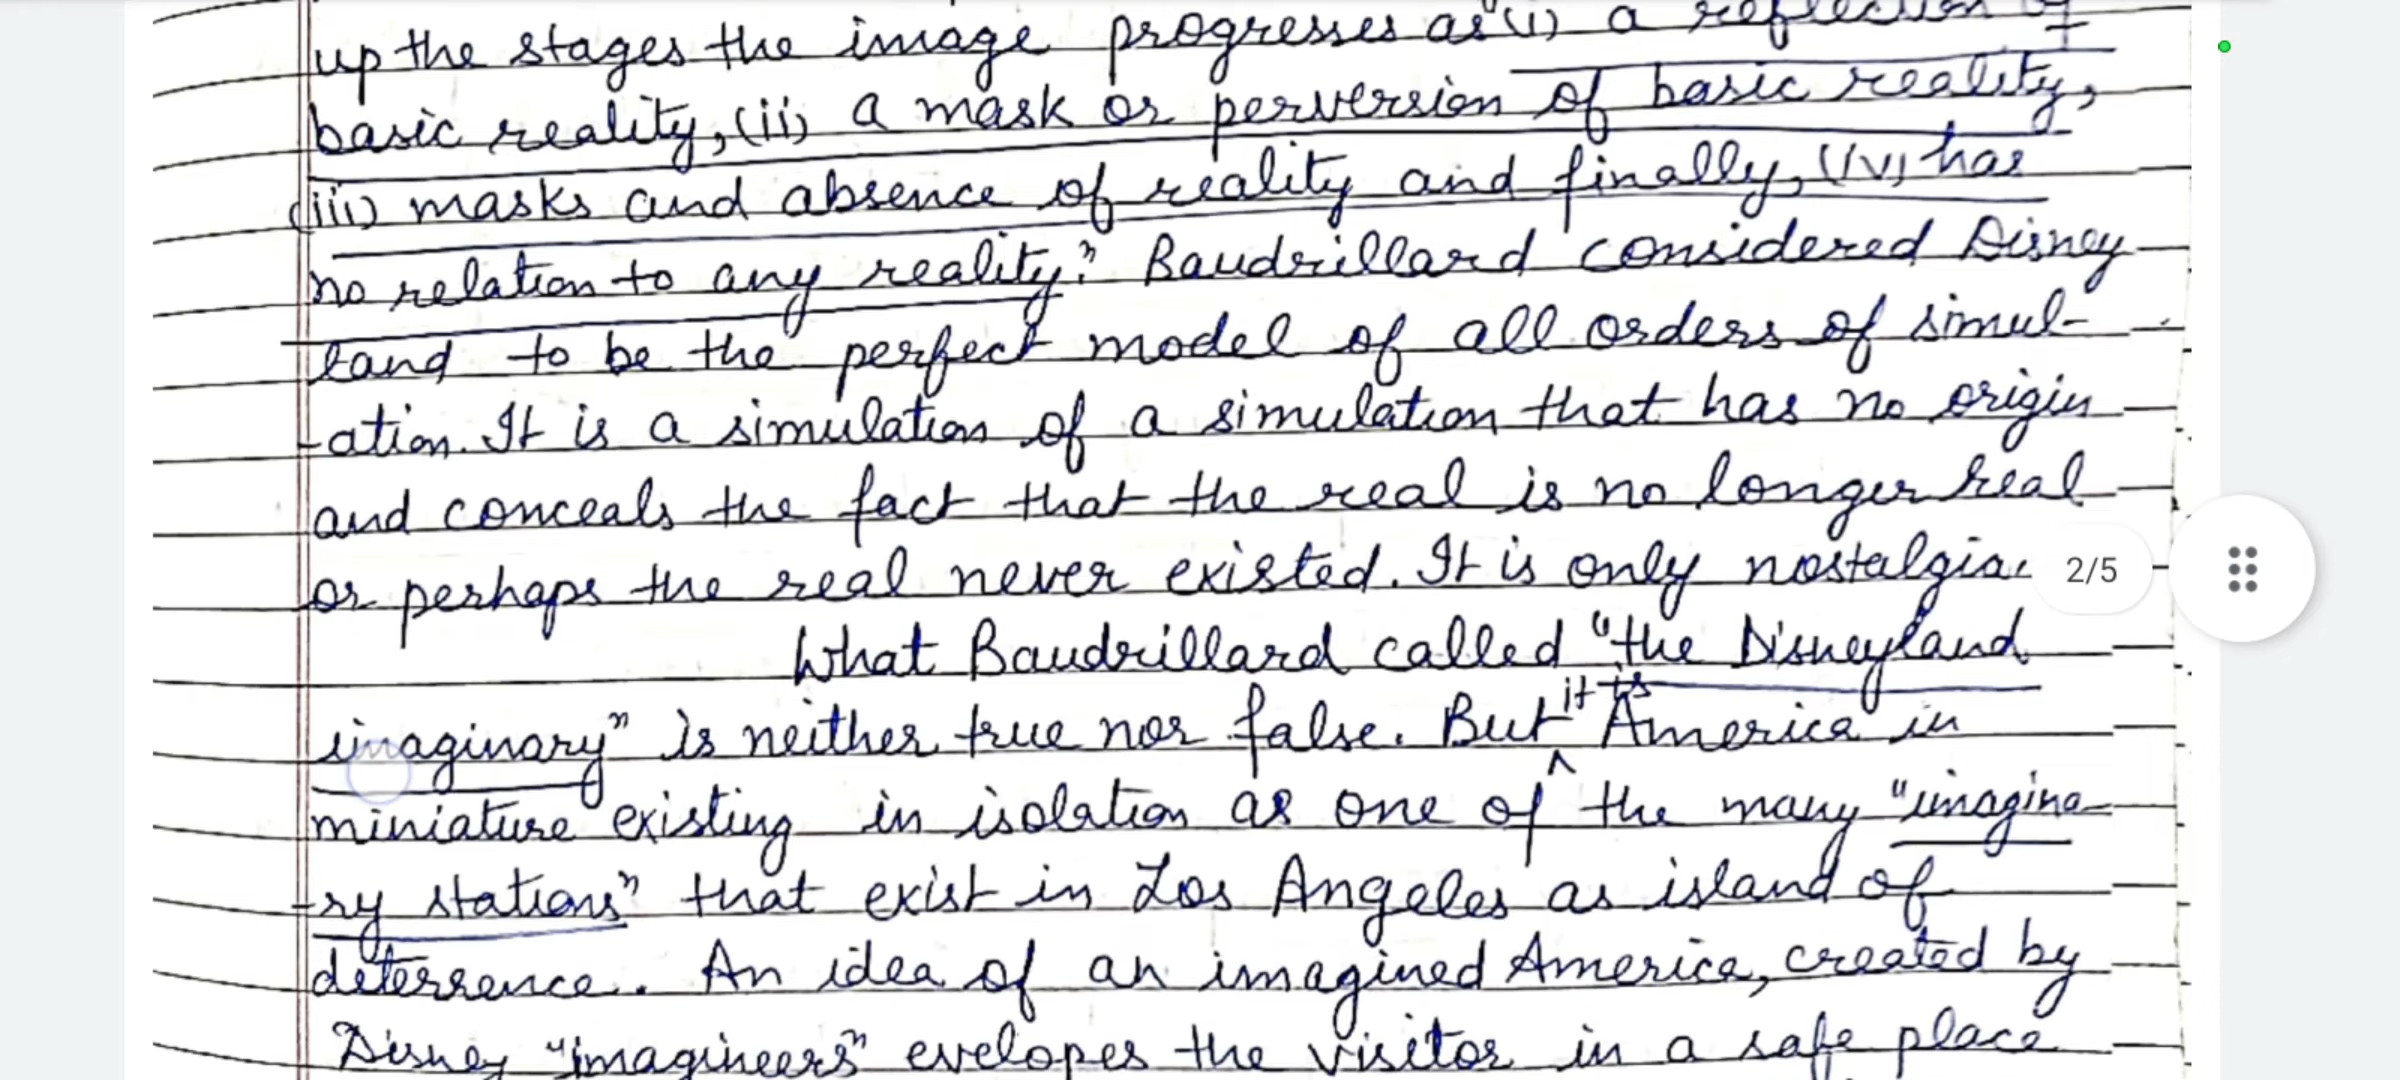 up the stages the image progresses as "(i) a reflection of
basic reality, (ii) a mask or perversion of basic reality,
(iii) masks and absence of reality and finally, (iv) has
no relation to any reality". Baudrillard considered Disney
land to be the perfect model of all orders of simul-
-ation. It is a simulation of a simulation that has no origin
and conceals the fact that the real is no longer real
or perhaps the real never existed. It is only nostalgia.
2/5
What Baudrillard called "the Disneyland
imaginary" is neither true nor false. But it is America in
miniature existing in isolation as one of the many "imagina-
-ry stations" that exist in Los Angeles as island of
deterrence. An idea of an imagined America, created by
Disney "imagineers" evelopes the visitor in a safe place